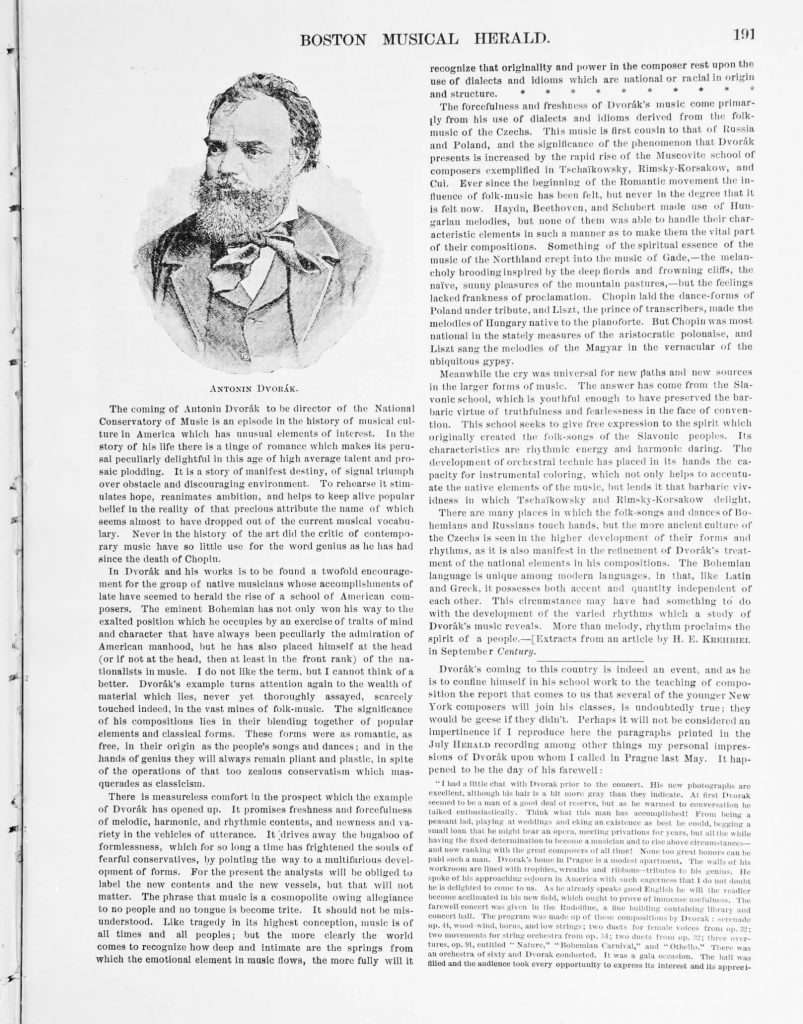 BOSTON MUSICAL HERALD.
191
ANTONIN DVORÁK.
The coming of Antonin Dvorák to be director of the National
Conservatory of Music is an episode in the history of musical cul-
ture in America which has unusual elements of interest. In the
story of his life there is a tinge of romance which makes its peru-
sal peculiarly delightful in this age of high average talent and pro-
saic plodding. It is a story of manifest destiny, of signal triumph
over obstacle and discouraging environment. To rehearse it stim-
ulates hope, reanimates ambition, and helps to keep alive popular
belief in the reality of that precious attribute the name of which
seems almost to have dropped out of the current musical vocabu-
lary. Never in the history of the art did the critic of contempo-
rary music have so little use for the word genius as he has had
since the death of Chopin.
In Dvorák and his works is to be found a twofold encourage-
ment for the group of native musicians whose accomplishments of
late have seemed to herald the rise of a school of American com-
posers. The eminent Bohemian has not only won his way to the
exalted position which he occupies by an exercise of traits of mind
and character that have always been peculiarly the admiration of
American manhood, but he has also placed himself at the head
(or if not at the head, then at least in the front rank) of the na-
tionalists in music. I do not like the term, but I cannot think of a
better. Dvorák's example turns attention again to the wealth of
material which lies, never yet thoroughly assayed, scarcely
touched indeed, in the vast mines of folk-music. The significance
of his compositions lies in their blending together of popular
elements and classical forms. These forms were as romantic, as
free, in their origin as the people's songs and dances; and in the
hands of genius they will always remain pliant and plastic, in spite
of the operations of that too zealous conservatism which mas-
querades as classicism.
There is measureless comfort in the prospect which the example
of Dvorák has opened up. It promises freshness and forcefulness
of melodic, harmonic, and rhythmic contents, and newness and va-
riety in the vehicles of utterance. It drives away the bugaboo of
formlessness, which for so long a time has frightened the souls of
fearful conservatives, by pointing the way to a multifarious devel-
opment of forms. For the present the analysts will be obliged to
label the new contents and the new vessels, but that will not
matter. The phrase that music is a cosmopolite owing allegiance
to no people and no tongue is become trite. It should not be mis-
understood. Like tragedy in its highest conception, music is of
all times and all peoples; but the more clearly the world
comes to recognize how deep and intimate are the springs from
which the emotional element in music flows, the more fully will it
recognize that originality and power in the composer rest upon the
use of dialects and idioms which are national or racial in origin
and structure. * * * * * * * * * *
The forcefulness and freshness of Dvorák's music come primar-
ily from his use of dialects and idioms derived from the folk-
music of the Czechs. This music is first cousin to that of Russia
and Poland, and the significance of the phenomenon that Dvorák
presents is increased by the rapid rise of the Muscovite school of
composers exemplified in Tschaïkowsky, Rimsky-Korsakow, and
Cui. Ever since the beginning of the Romantic movement the in-
fluence of folk-music has been felt, but never in the degree that it
is felt now. Haydn, Beethoven, and Schubert made use of Hun-
garian melodies, but none of them was able to handle their char-
acteristic elements in such a manner as to make them the vital part
of their compositions. Something of the spiritual essence of the
music of the Northland crept into the music of Gade,—the melan-
choly brooding inspired by the deep fiords and frowning cliffs, the
naïve, sunny pleasures of the mountain pastures,—but the feelings
lacked frankness of proclamation. Chopin laid the dance-forms of
Poland under tribute, and Liszt, the prince of transcribers, made the
melodies of Hungary native to the pianoforte. But Chopin was most
national in the stately measures of the aristocratic polonaise, and
Liszt sang the melodies of the Magyar in the vernacular of the
ubiquitous gypsy.
Meanwhile the cry was universal for new paths and new sources
in the larger forms of music. The answer has come from the Sla-
vonic school, which is youthful enough to have preserved the bar-
baric virtue of truthfulness and fearlessness in the face of conven-
tion. This school seeks to give free expression to the spirit which
originally created the folk-songs of the Slavonic peoples. Its
characteristics are rhythmic energy and harmonic daring. The
development of orchestral technic has placed in its hands the ca-
pacity for instrumental coloring, which not only helps to accentu-
ate the native elements of the music, but lends it that barbaric viv-
idness in which Tschaïkowsky and Rimsky-Korsakow delight.
There are many places in which the folk-songs and dances of Bo-
hemians and Russians touch hands, but the more ancient culture of
the Czechs is seen in the higher development of their forms and
rhythms, as it is also manifest in the refinement of Dvorák's treat-
ment of the national elements in his compositions. The Bohemian
language is unique among modern languages, in that, like Latin
and Greek, it possesses both accent and quantity independent of
each other. This circumstance may have had something to do
with the development of the varied rhythms which a study of
Dvorák's music reveals. More than melody, rhythm proclaims the
spirit of a people.—[Extracts from an article by H. E. KREHBIEL
in September Century.
Dvorák's coming to this country is indeed an event, and as he
is to confine himself in his school work to the teaching of compo-
sition the report that comes to us that several of the younger New
York composers will join his classes, is undoubtedly true; they
would be geese if they didn't. Perhaps it will not be considered an
impertinence if I reproduce here the paragraphs printed in the
July HERALD recording among other things my personal impres-
sions of Dvorák upon whom I called in Prague last May. It hap-
pened to be the day of his farewell:
"I had a little chat with Dvorak prior to the concert. His new photographs are
excellent, although his hair is a bit more gray than they indicate. At first Dvorak
seemed to be a man of a good deal of reserve, but as he warmed to conversation he
talked enthusiastically. Think what this man has accomplished! From being a
peasant lad, playing at weddings and eking an existence as best he could, begging a
small loan that he might hear an opera, meeting privations for years, but all the while
having the fixed determination to become a musician and to rise above circumstances—
and now ranking with the great composers of all time! None too great honors can be
paid such a man. Dvorak's home in Prague is a modest apartment. The walls of his
workroom are lined with trophies, wreaths and ribbons—tributes to his genius. He
spoke of his approaching sojourn in America with such eagerness that I do not doubt
he is delighted to come to us. As he already speaks good English he will the readier
become acclimated in his new field, which ought to prove of immense usefulness. The
farewell concert was given in the Rudolfine, a fine building containing library and
concert hall. The program was made up of these compositions by Dvorak: serenade
op. 44, wood-wind, horns, and low strings; two duets for female voices from op. 32;
two movements for string orchestra from op. 51; two duets from op. 32; three over-
tures, op. 91, entitled "Nature," "Bohemian Carnival," and "Othello." There was
an orchestra of sixty and Dvorak conducted. It was a gala occasion. The hall was
filled and the audience took every opportunity to express its interest and its appreci-